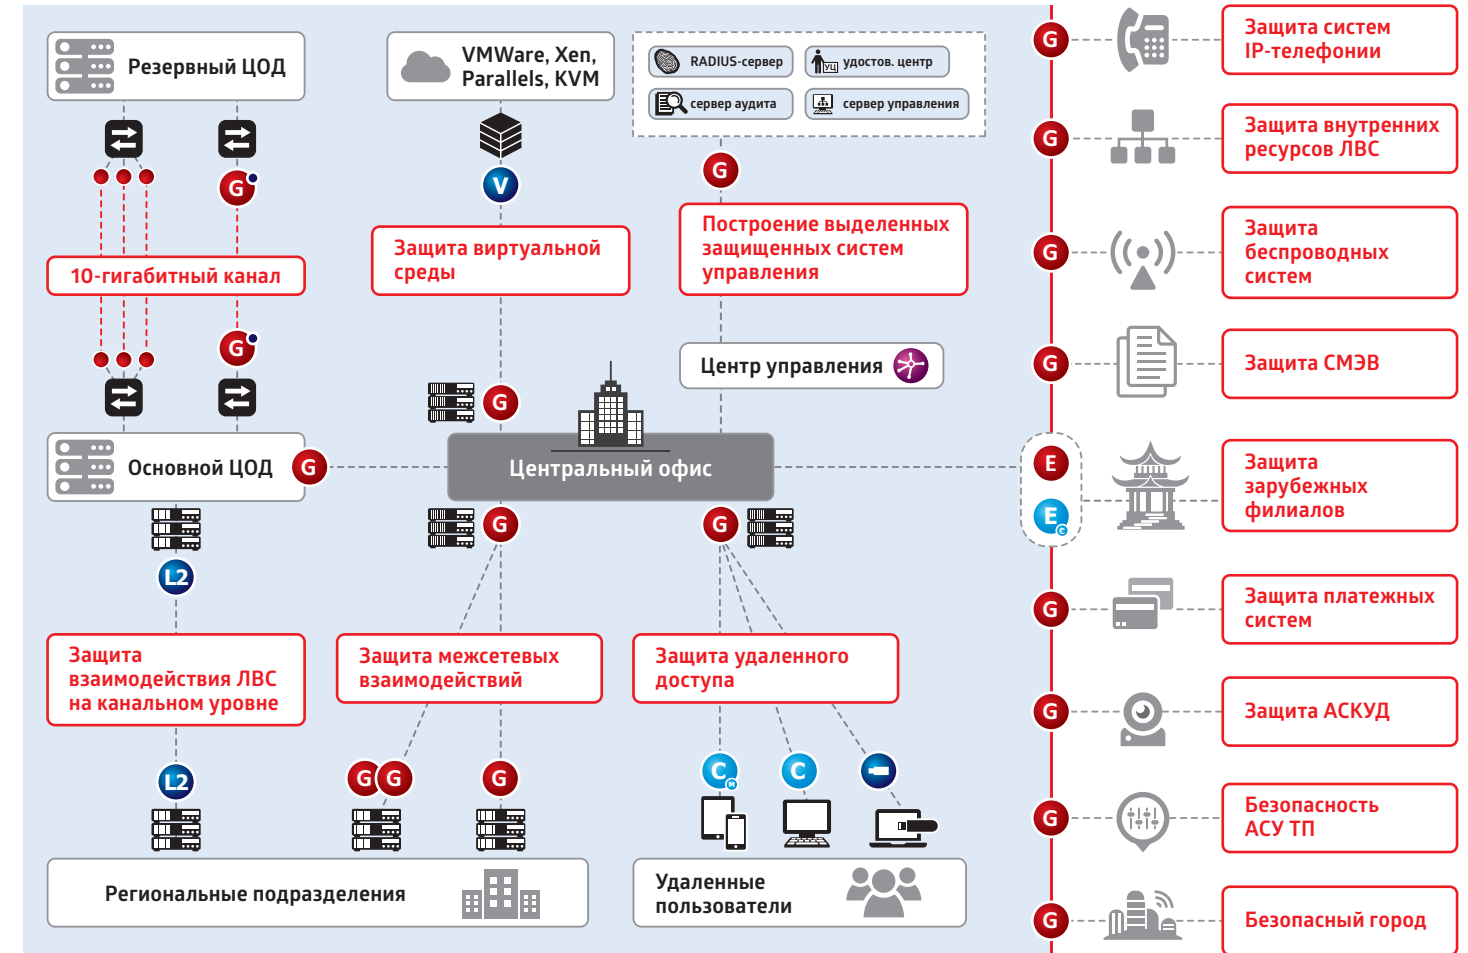 Резервный ЦОД
VMWare, Xen,
Parallels, KVM
RADIUS-сервер
УЦ
удостов. центр
сервер аудита
сервер управления
G
V
G
10-гигабитный канал
Защита виртуальной
среды
Построение выделенных
защищенных систем
управления
G
Центр управления
G
Основной ЦОД
G
Центральный офис
G
G
L2
Защита
взаимодействия ЛВС
на канальном уровне
Защита межсетевых
взаимодействий
Защита удаленного
доступа
L2
G
G
G
C
M
C
Региональные подразделения
Удаленные
пользователи
G
Защита систем
IP-телефонии
G
Защита внутренних
ресурсов ЛВС
G
Защита
беспроводных
систем
G
Защита СМЭВ
E
E
C
Защита
зарубежных
филиалов
G
Защита платежных
систем
G
Защита АСКУД
G
Безопасность
АСУ ТП
G
Безопасный город